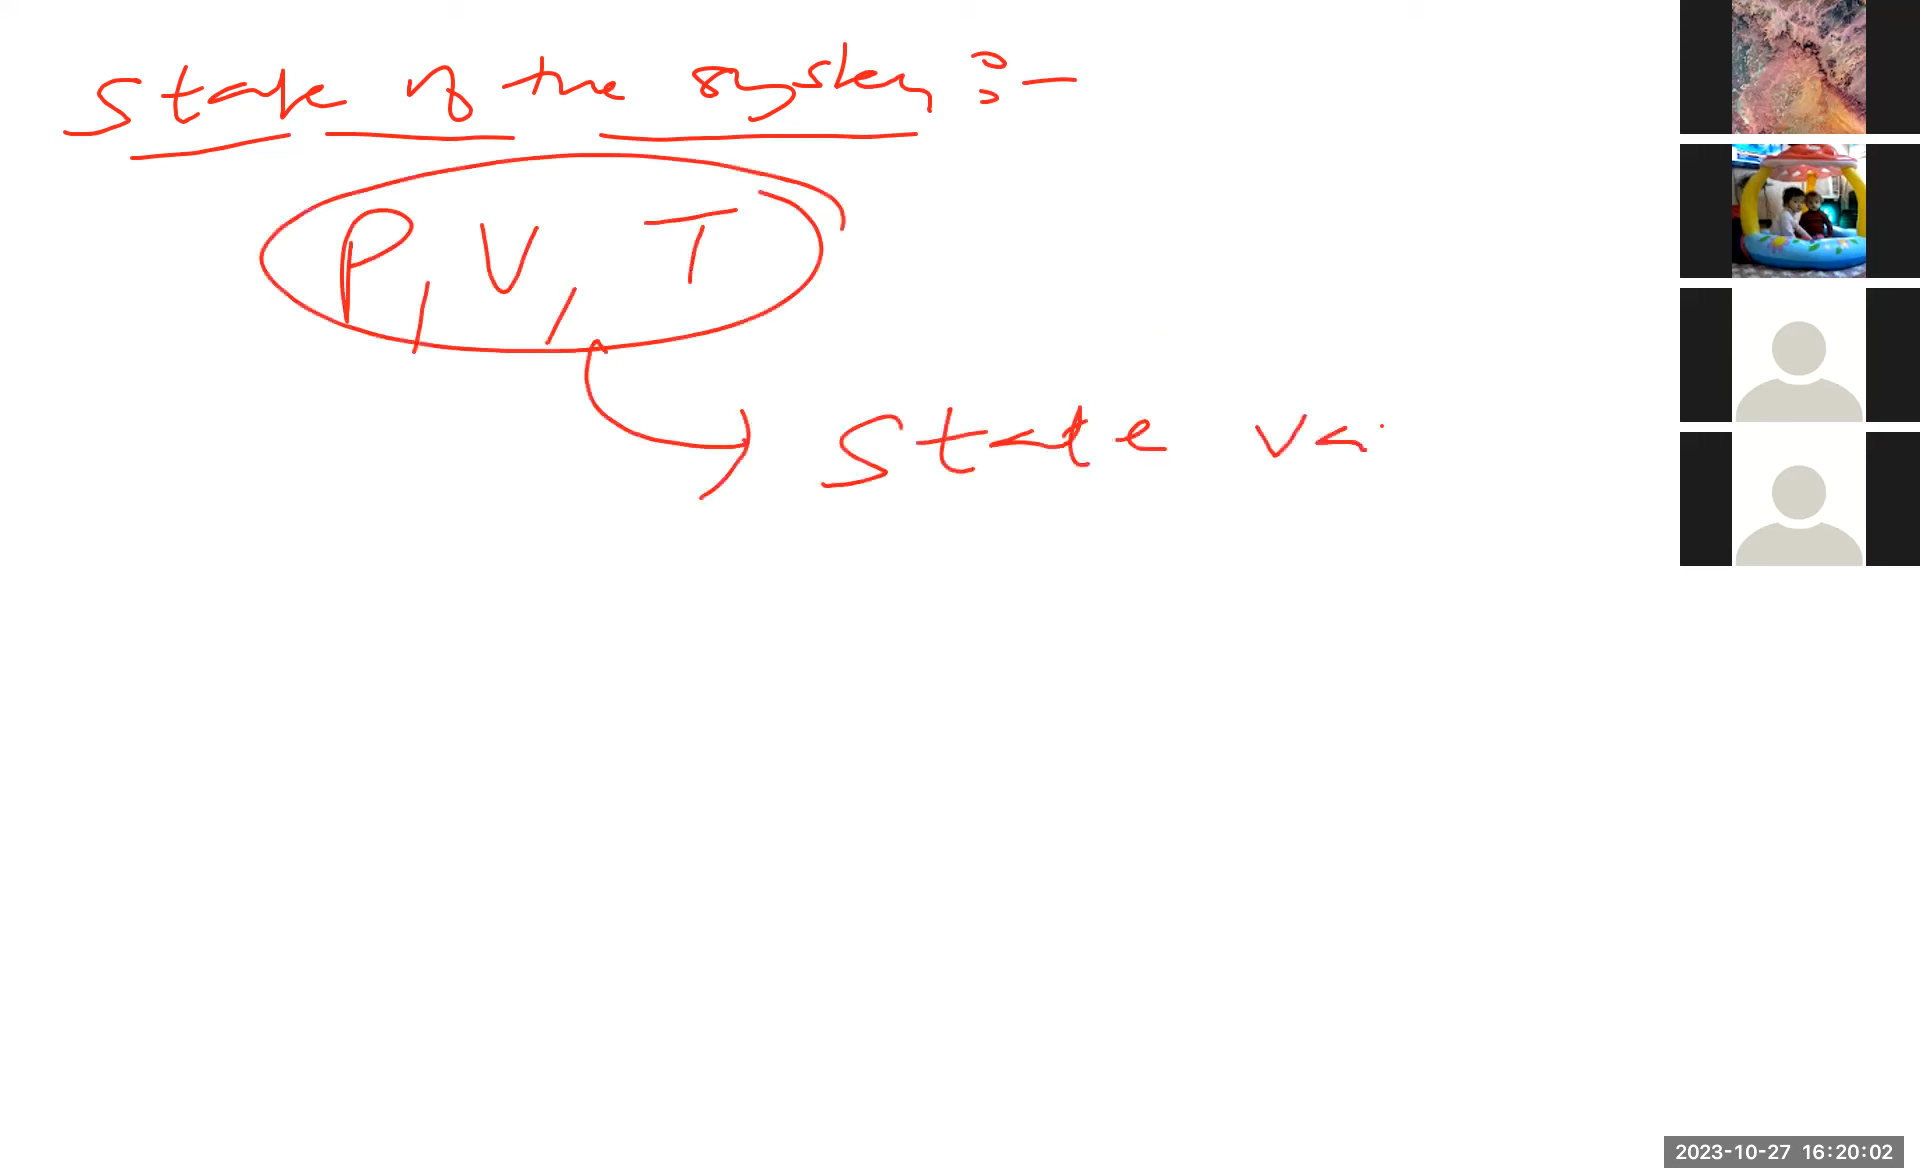 State of the system :-
P, V, T
State va
2023-10-27 16:20:02